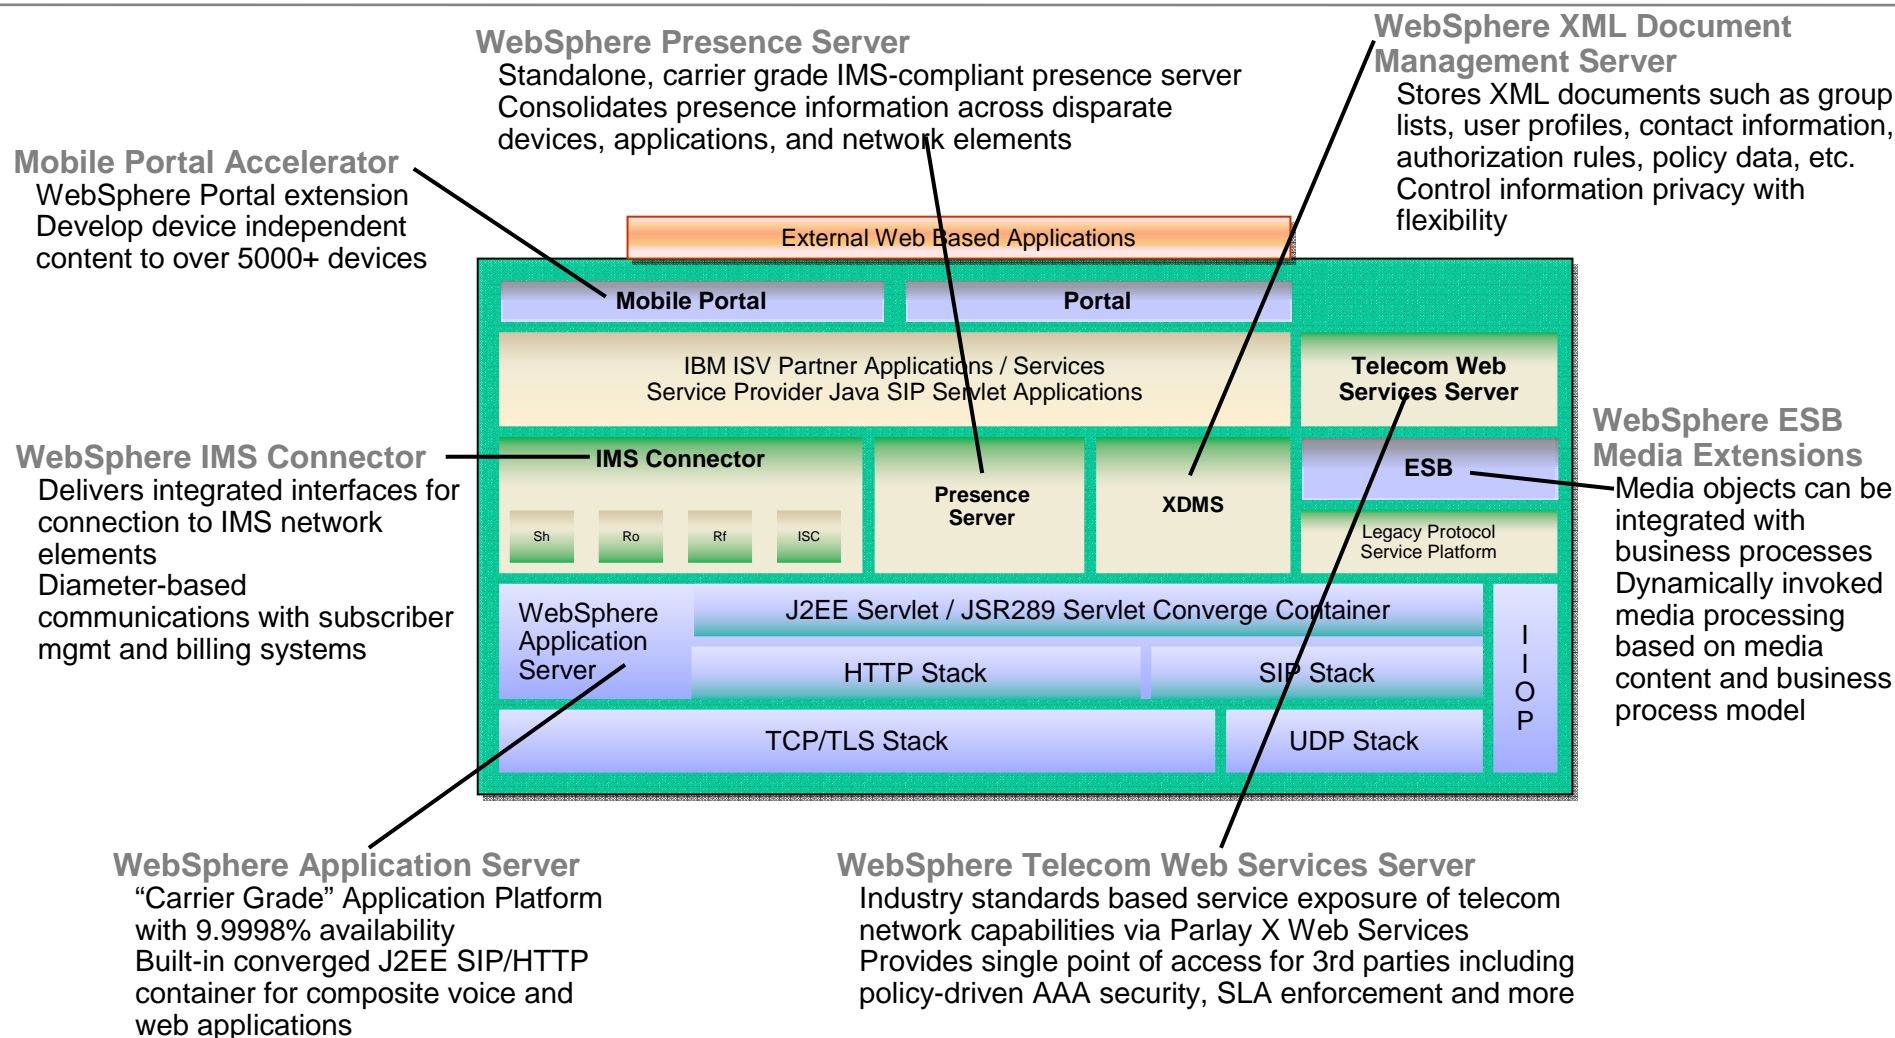 WebSphere Presence Server
Standalone, carrier grade IMS-compliant presence server
Consolidates presence information across disparate
devices, applications, and network elements
WebSphere XML Document
Management Server
Stores XML documents such as group
lists, user profiles, contact information,
authorization rules, policy data, etc.
Control information privacy with
flexibility
Mobile Portal Accelerator
WebSphere Portal extension
Develop device independent
content to over 5000+ devices
External Web Based Applications
Mobile Portal
Portal
IBM ISV Partner Applications / Services
Service Provider Java SIP Servlet Applications
Telecom Web
Services Server
WebSphere IMS Connector
Delivers integrated interfaces for
connection to IMS network
elements
Diameter-based
communications with subscriber
mgmt and billing systems
IMS Connector
Sh
Ro
Rf
ISC
Presence
Server
XDMS
ESB
Legacy Protocol
Service Platform
WebSphere ESB
Media Extensions
Media objects can be
integrated with
business processes
Dynamically invoked
media processing
based on media
content and business
process model
WebSphere
Application
Server
J2EE Servlet / JSR289 Servlet Converge Container
HTTP Stack
SIP Stack
I
I
O
P
TCP/TLS Stack
UDP Stack
WebSphere Application Server
“Carrier Grade” Application Platform
with 9.9998% availability
Built-in converged J2EE SIP/HTTP
container for composite voice and
web applications
WebSphere Telecom Web Services Server
Industry standards based service exposure of telecom
network capabilities via Parlay X Web Services
Provides single point of access for 3rd parties including
policy-driven AAA security, SLA enforcement and more